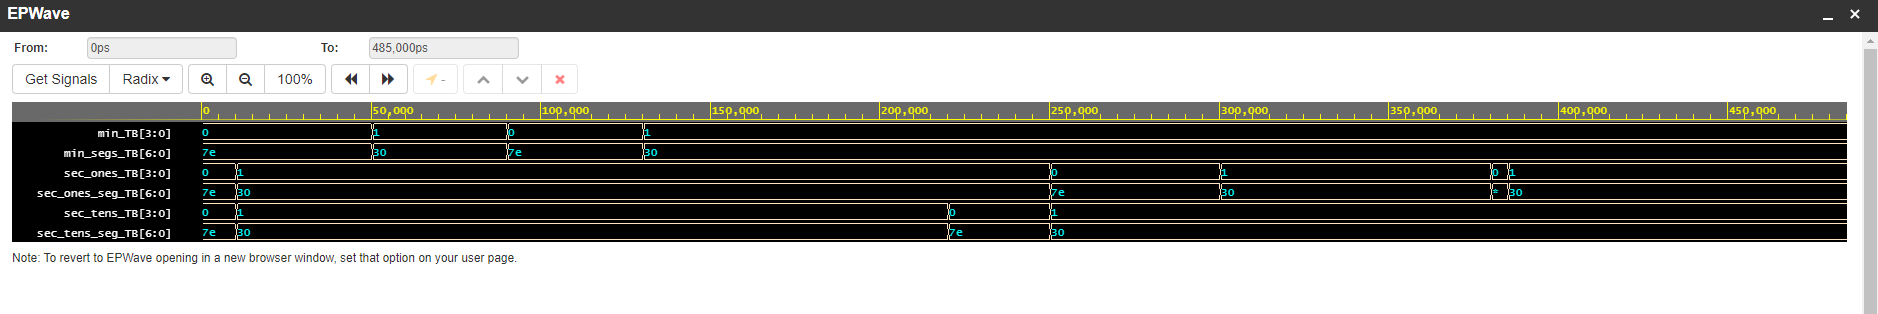 EPWave
From: 0ps To: 485,000ps
Get Signals Radix 100% -
0 50,000 100,000 150,000 200,000 250,000 300,000 350,000 400,000 450,000
min_TB[3:0] 0 1 0 1
min_segs_TB[6:0] 7e 30 7e 30
sec_ones_TB[3:0] 0 1 0 1 0 1
sec_ones_seg_TB[6:0] 7e 30 7e 30 * 30
sec_tens_TB[3:0] 0 1 0 1
sec_tens_seg_TB[6:0] 7e 30 7e 30
Note: To revert to EPWave opening in a new browser window, set that option on your user page.